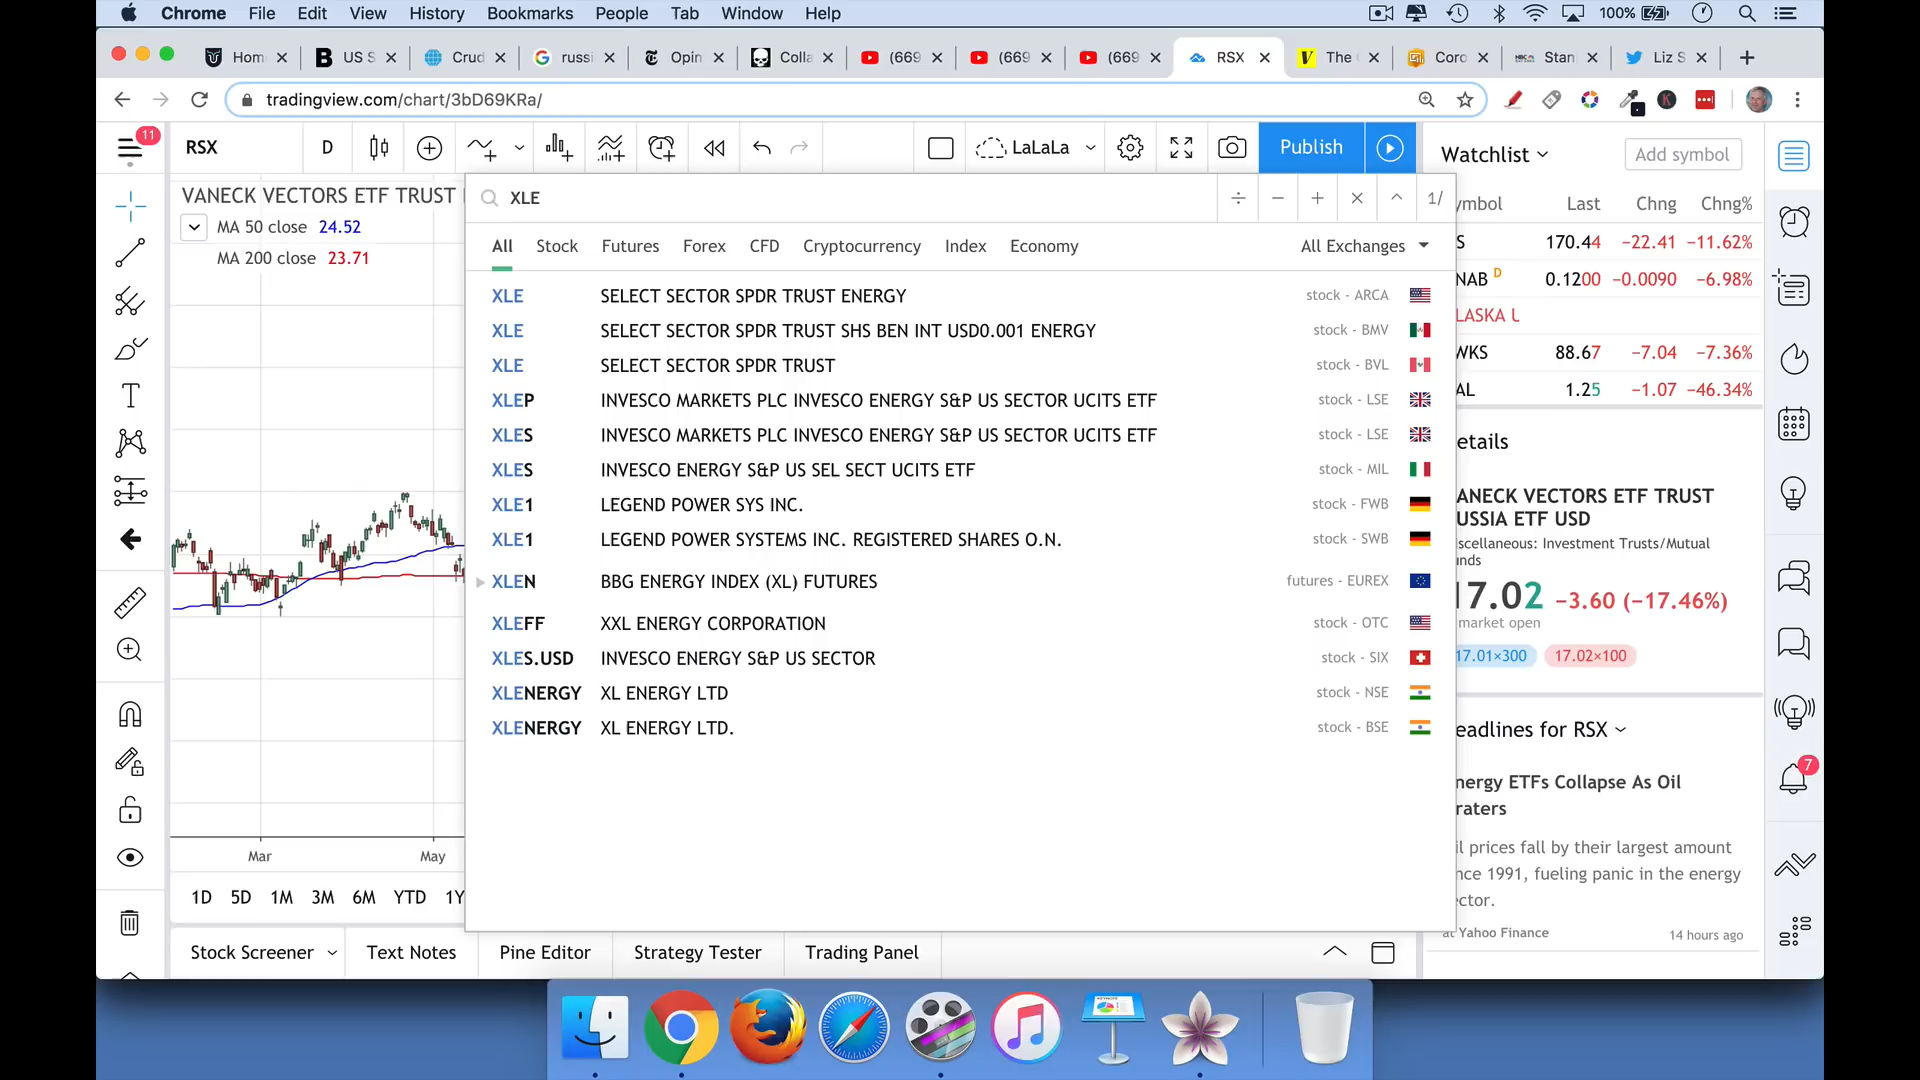 Chrome File Edit View History Bookmarks People Tab Window Help 100%
Hom US S Crud russi Opin Colla (669 (669 (669 RSX The Coro Stan Liz S
tradingview.com/chart/3bD69KRa/
11 RSX D LaLaLa Publish Watchlist Add symbol
VANECK VECTORS ETF TRUST
MA 50 close 24.52
MA 200 close 23.71
XLE 1/
All Stock Futures Forex CFD Cryptocurrency Index Economy All Exchanges
XLE SELECT SECTOR SPDR TRUST ENERGY stock - ARCA
XLE SELECT SECTOR SPDR TRUST SHS BEN INT USD0.001 ENERGY stock - BMV
XLE SELECT SECTOR SPDR TRUST stock - BVL
XLEP INVESCO MARKETS PLC INVESCO ENERGY S&P US SECTOR UCITS ETF stock - LSE
XLES INVESCO MARKETS PLC INVESCO ENERGY S&P US SECTOR UCITS ETF stock - LSE
XLES INVESCO ENERGY S&P US SEL SECT UCITS ETF stock - MIL
XLE1 LEGEND POWER SYS INC. stock - FWB
XLE1 LEGEND POWER SYSTEMS INC. REGISTERED SHARES O.N. stock - SWB
XLEN BBG ENERGY INDEX (XL) FUTURES futures - EUREX
XLEFF XXL ENERGY CORPORATION stock - OTC
XLES.USD INVESCO ENERGY S&P US SECTOR stock - SIX
XLENERGY XL ENERGY LTD stock - NSE
XLENERGY XL ENERGY LTD. stock - BSE
ymbol Last Chng Chng%
S 170.44 −22.41 −11.62%
NAB D 0.1200 −0.0090 −6.98%
LASKA U
WKS 88.67 −7.04 −7.36%
AL 1.25 −1.07 −46.34%
etails
ANECK VECTORS ETF TRUST
USSIA ETF USD
iscellaneous: Investment Trusts/Mutual
unds
17.02 −3.60 (−17.46%)
market open
17.01×300 17.02×100
eadlines for RSX
nergy ETFs Collapse As Oil
raters
il prices fall by their largest amount
nce 1991, fueling panic in the energy
ector.
at Yahoo Finance 14 hours ago
7
Mar May
1D 5D 1M 3M 6M YTD 1Y
Stock Screener Text Notes Pine Editor Strategy Tester Trading Panel